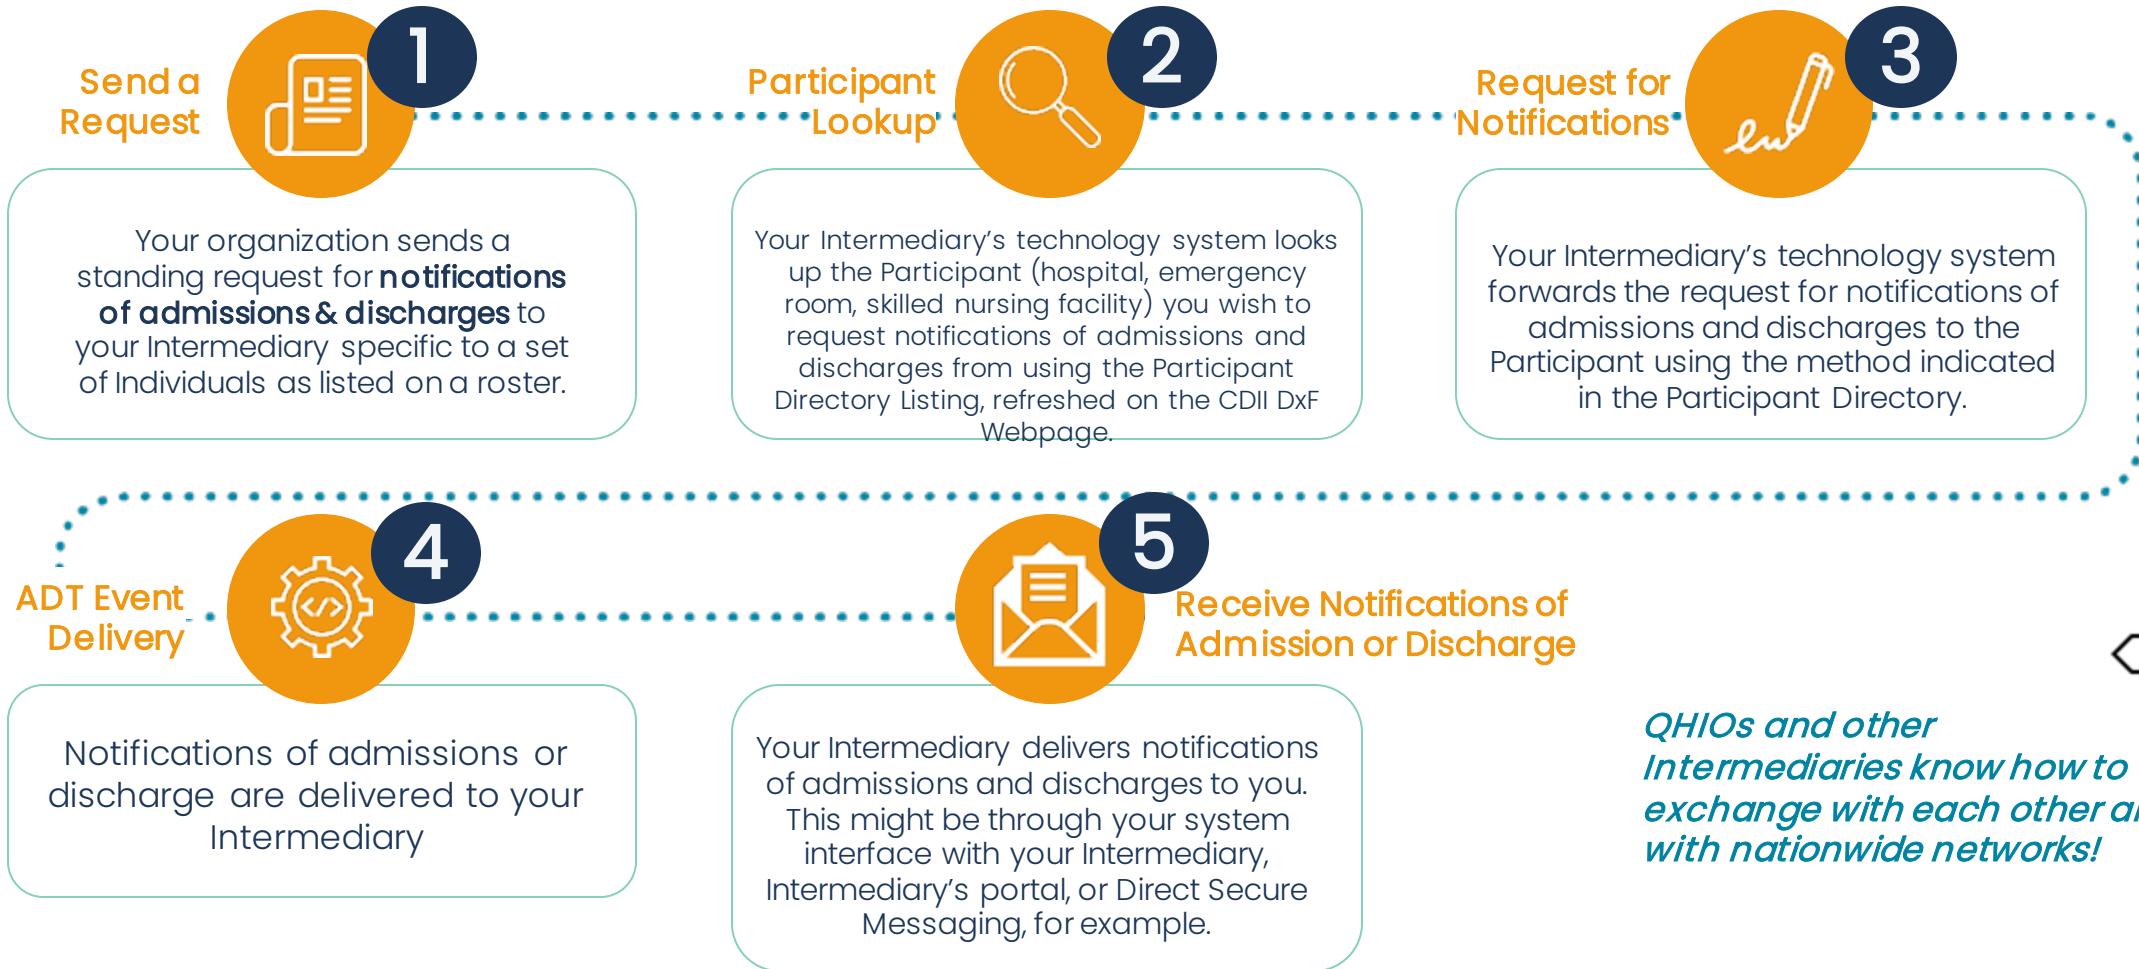 1
Send a
Request
Your organization sends a
standing request for notifications
of admissions & discharges to
your Intermediary specific to a set
of Individuals as listed on a roster.
2
Participant
Lookup
Your Intermediary's technology system looks
up the Participant (hospital, emergency
room, skilled nursing facility) you wish to
request notifications of admissions and
discharges from using the Participant
Directory Listing, refreshed on the CDII DxF
Webpage.
3
Request for
Notifications
Your Intermediary's technology system
forwards the request for notifications of
admissions and discharges to the
Participant using the method indicated
in the Participant Directory.
4
ADT Event
Delivery
Notifications of admissions or
discharge are delivered to your
Intermediary
5
Receive Notifications of
Admission or Discharge
Your Intermediary delivers notifications
of admissions and discharges to you.
This might be through your system
interface with your Intermediary,
Intermediary's portal, or Direct Secure
Messaging, for example.
QHIOs and other
Intermediaries know how to
exchange with each other
with nationwide networks!